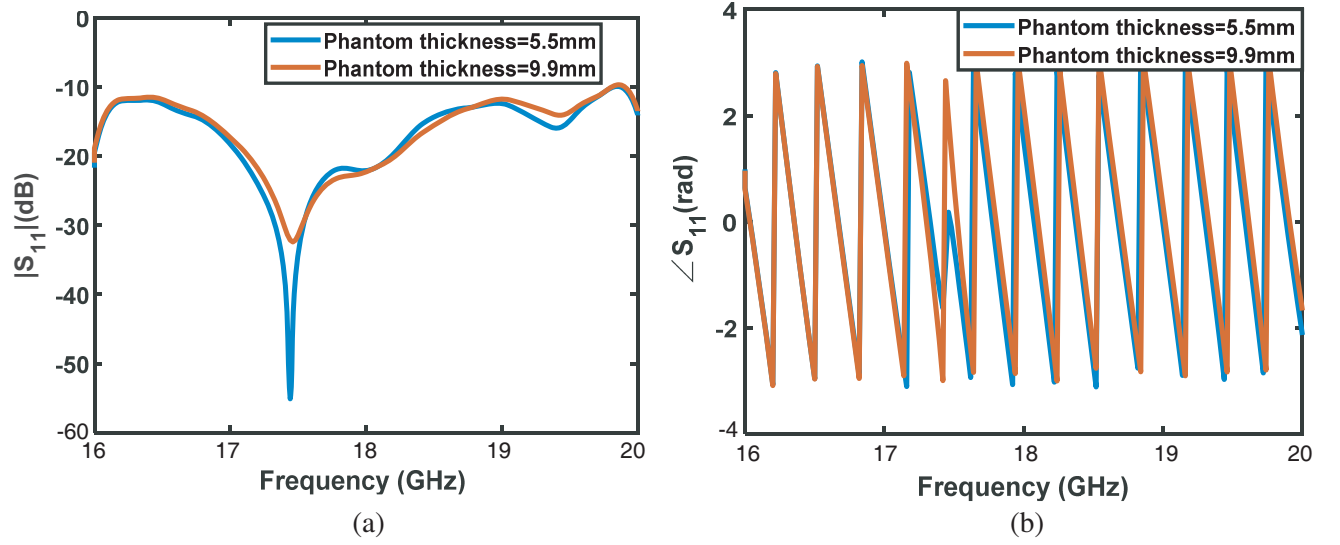 0
-10
-20
-30
-40
-50
-60
|S11|(dB)
Phantom thickness=5.5mm
Phantom thickness=9.9mm
16
17
18
19
20
Frequency (GHz)
(a)
4
2
0
-2
-4
∠S11(rad)
Phantom thickness=5.5mm
Phantom thickness=9.9mm
16
17
18
19
20
Frequency (GHz)
(b)